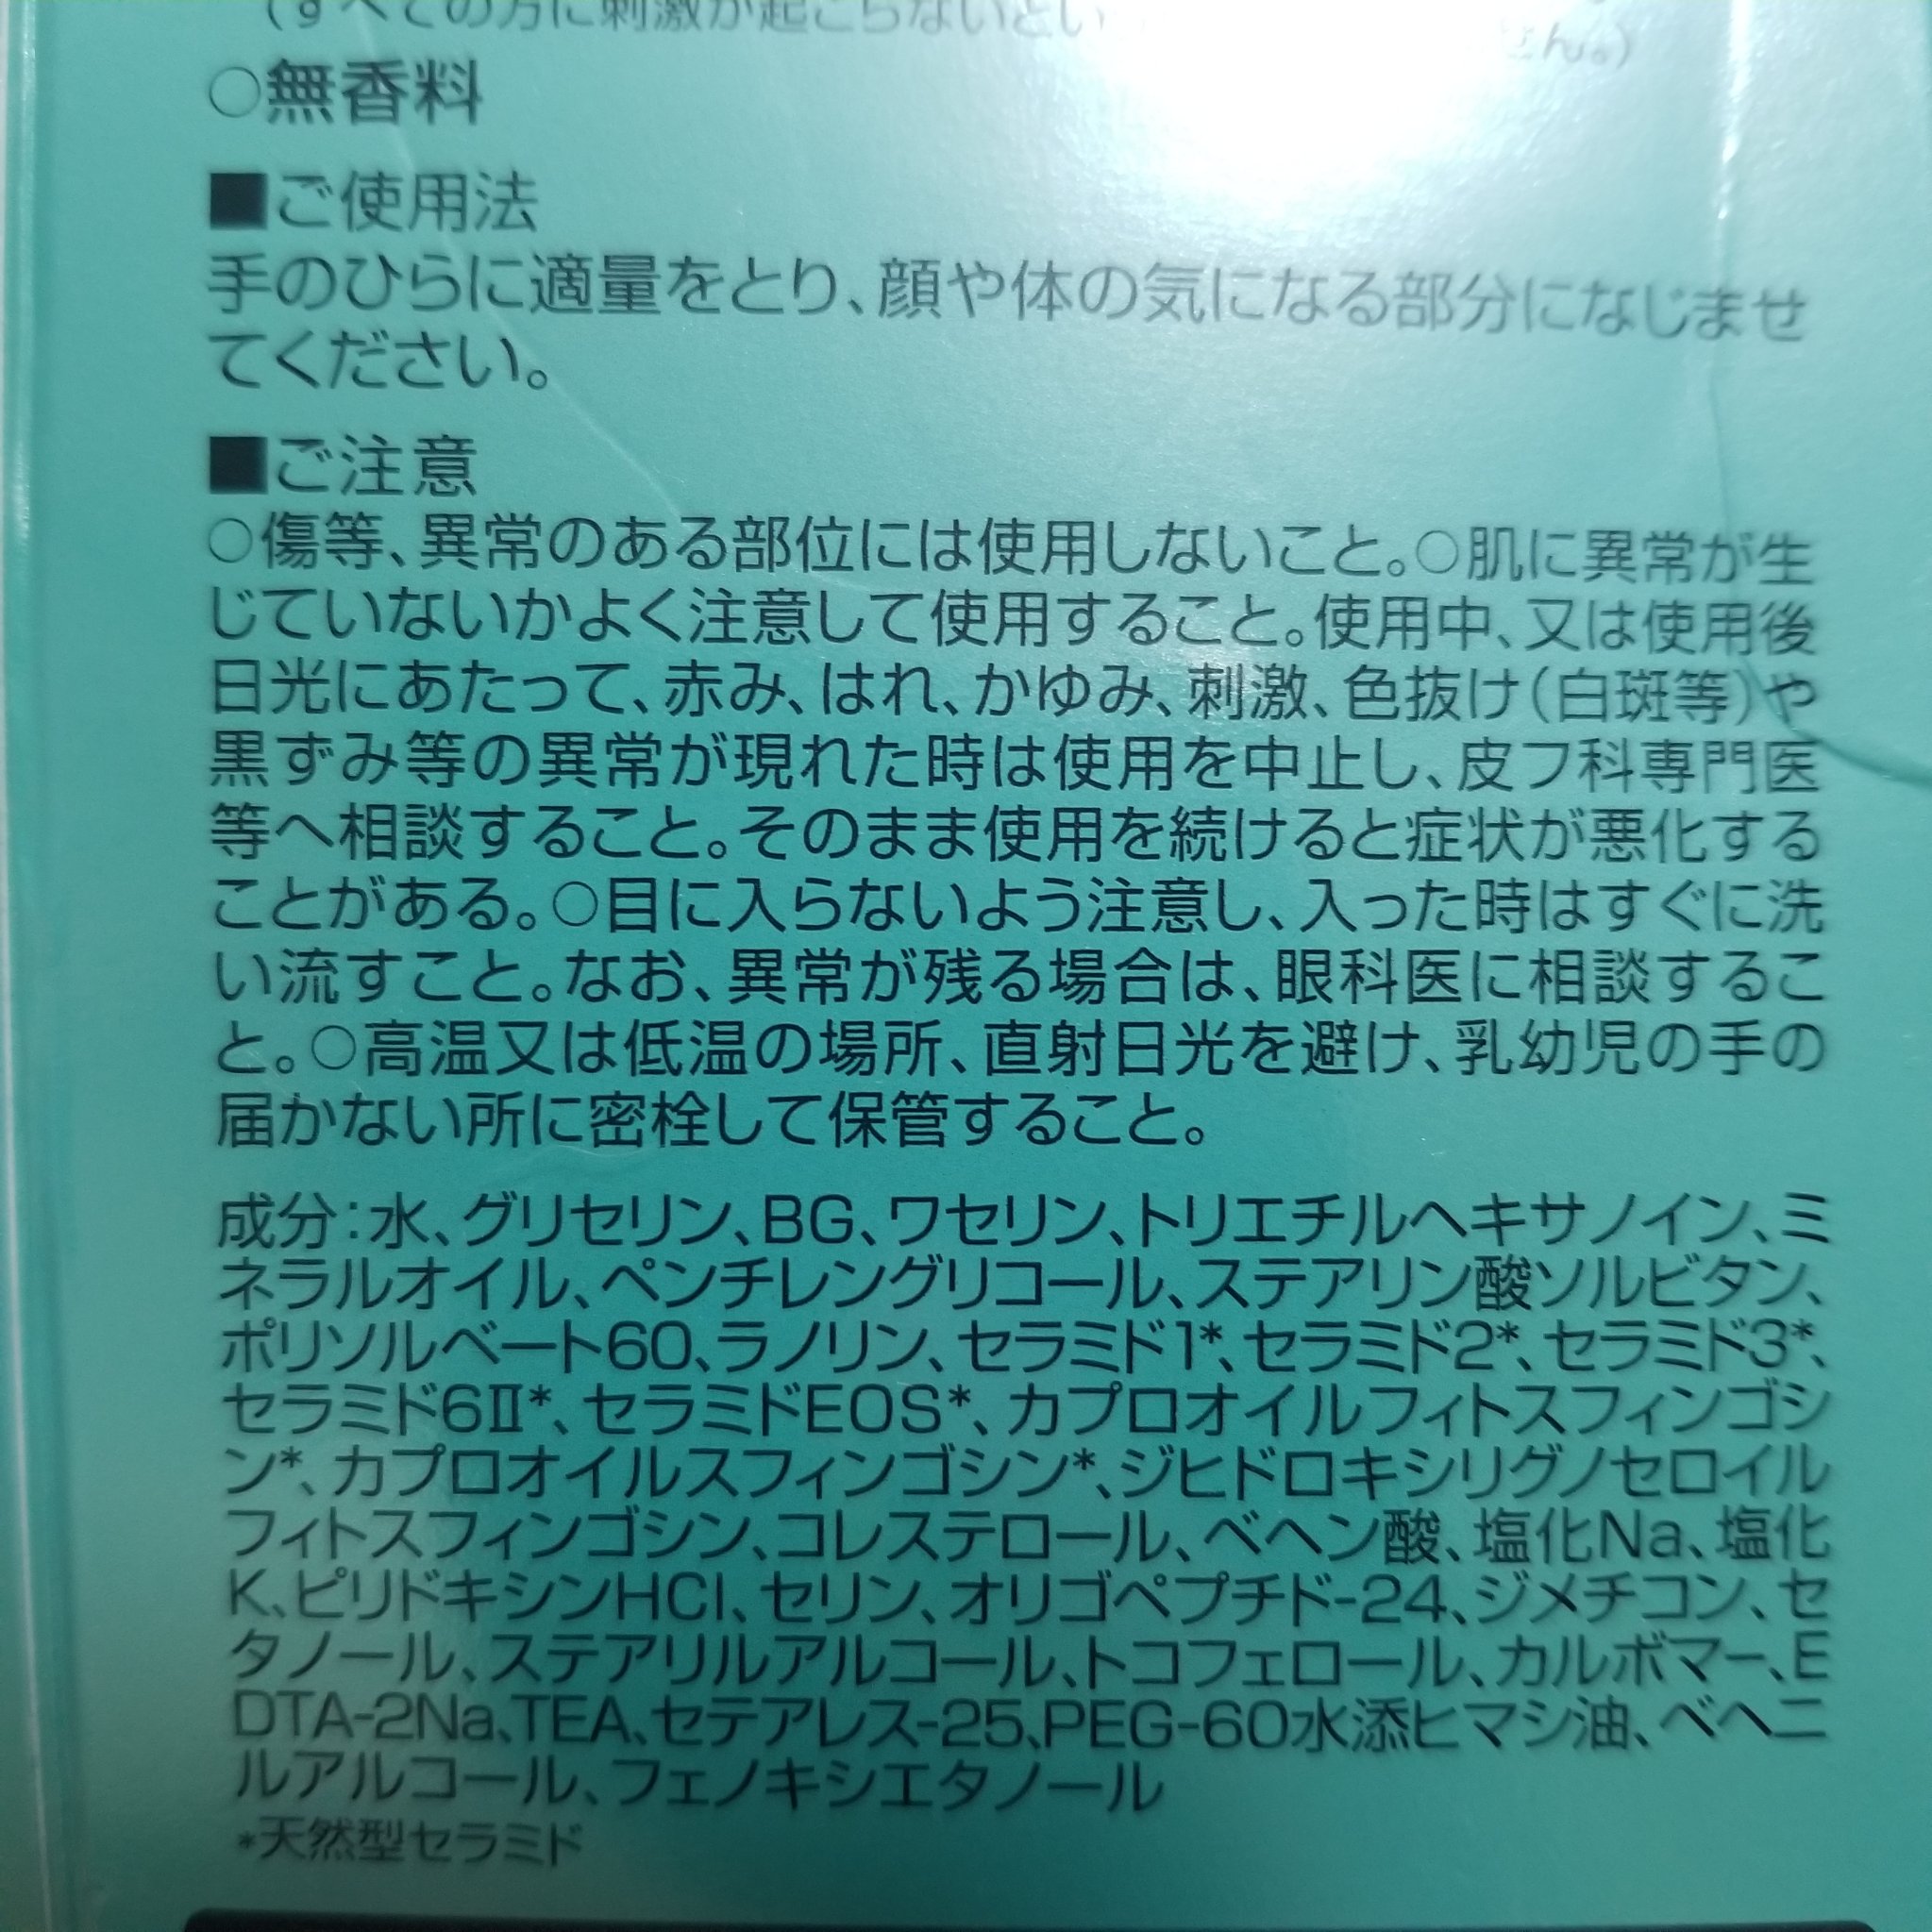 (すべての方に刺激が起こらないとい
せん。)
○無香料
■ご使用法
手のひらに適量をとり、顔や体の気になる部分になじませ
てください。
■ご注意
○傷等、異常のある部位には使用しないこと。○肌に異常が生
じていないかよく注意して使用すること。使用中、又は使用後
日光にあたって、赤み、はれ、かゆみ、刺激、色抜け(白斑等)や
黒ずみ等の異常が現れた時は使用を中止し、皮フ科専門医
等へ相談すること。そのまま使用を続けると症状が悪化する
ことがある。○目に入らないよう注意し、入った時はすぐに洗
い流すこと。なお、異常が残る場合は、眼科医に相談するこ
と。○高温又は低温の場所、直射日光を避け、乳幼児の手の
届かない所に密栓して保管すること。
成分:水、グリセリン、BG、ワセリン、トリエチルヘキサノイン、ミ
ネラルオイル、ペンチレングリコール、ステアリン酸ソルビタン、
ポリソルベート60、ラノリン、セラミド1*、セラミド2*、セラミド3*、
セラミド6Ⅱ*、セラミドEOS*、カプロオイルフィトスフィンゴシ
ン*、カプロオイルスフィンゴシン*、ジヒドロキシリグノセロイル
フィトスフィンゴシン、コレステロール、ベヘン酸、塩化Na、塩化
K、ピリドキシンHCl、セリン、オリゴペプチド-24、ジメチコン、セ
タノール、ステアリルアルコール、トコフェロール、カルボマー、E
DTA-2Na、TEA、セテアレス-25、PEG-60水添ヒマシ油、ベヘニ
ルアルコール、フェノキシエタノール
*天然型セラミド